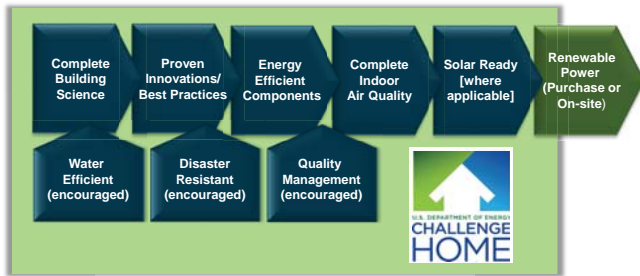 Complete
Building
Science
Proven
Innovations/
Best Practices
Energy
Efficient
Components
Complete
Indoor
Air Quality
Solar Ready
[where
applicable]
Renewable
Power
(Purchase or
On-site)
Water
Efficient
(encouraged)
Disaster
Resistant
(encouraged)
Quality
Management
(encouraged)
U.S. DEPARTMENT OF ENERGY
CHALLENGE
HOME